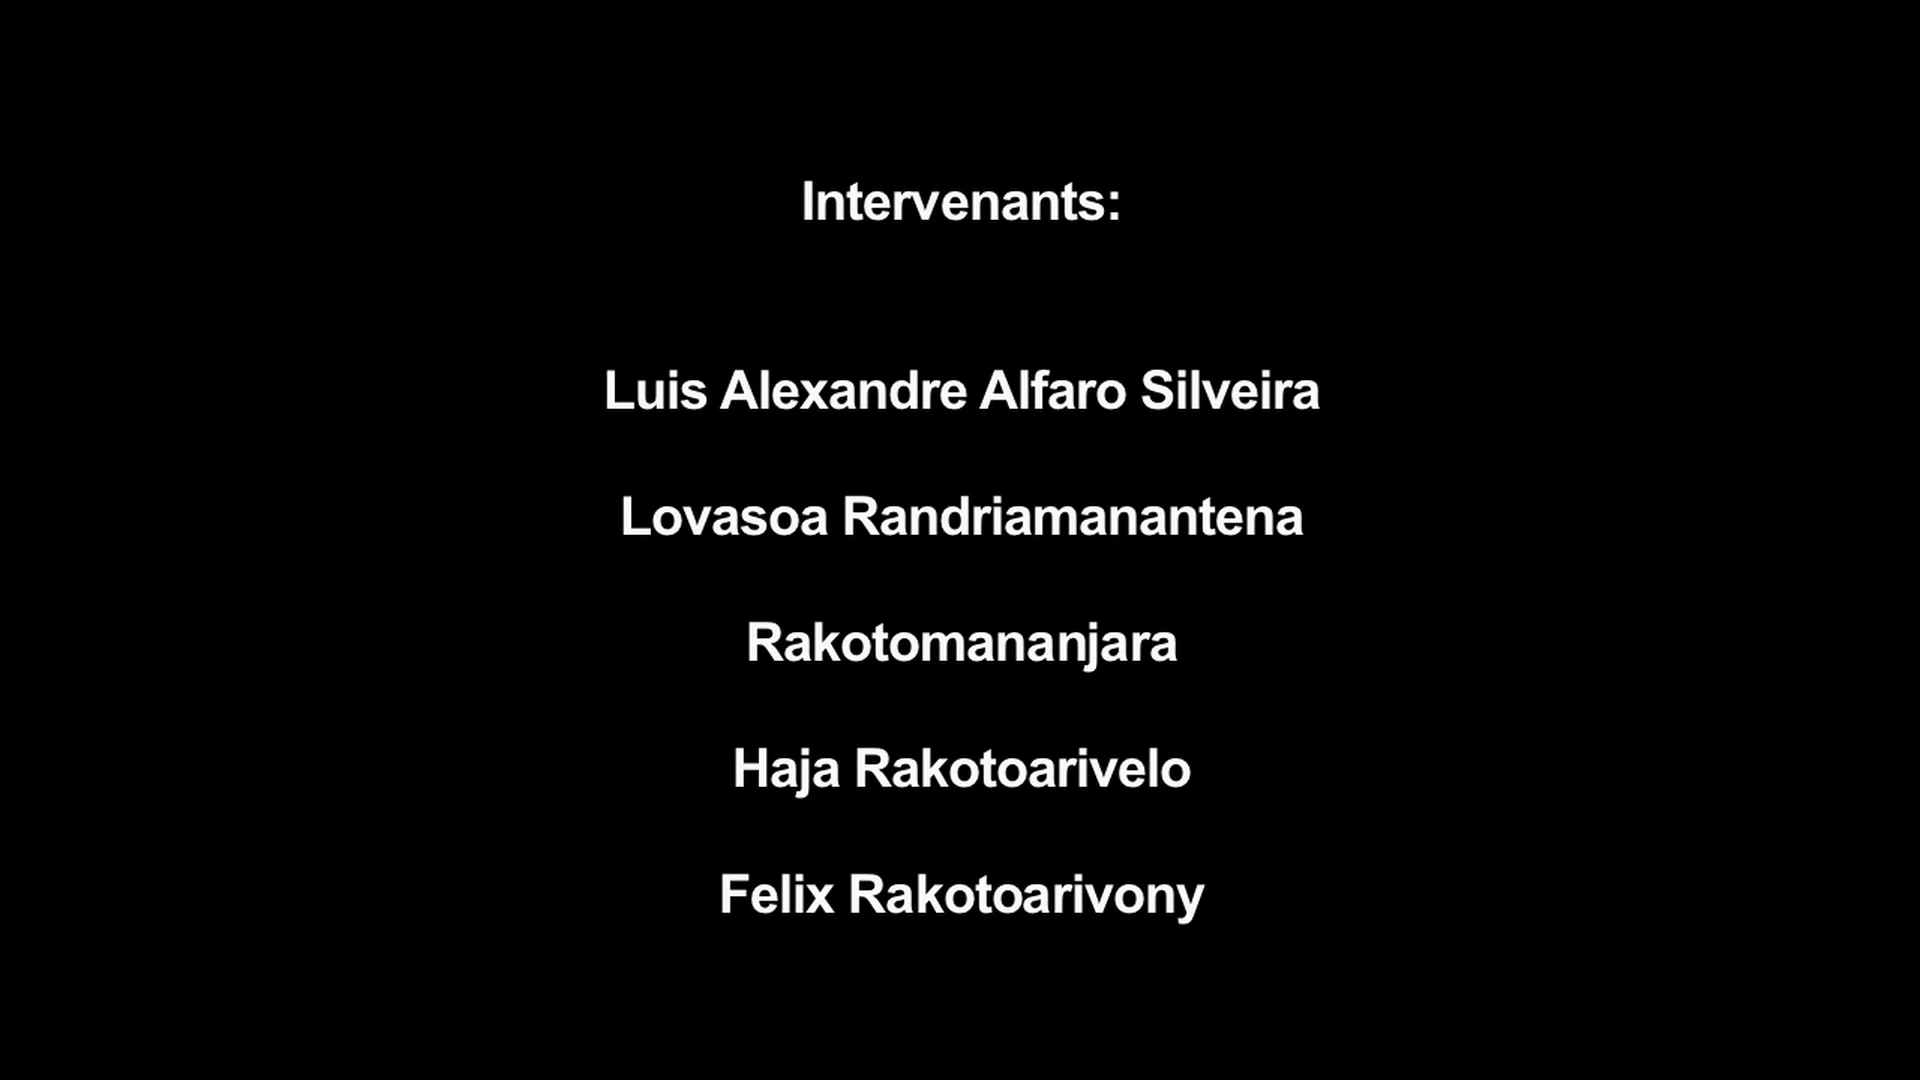 Intervenants:
Luis Alexandre Alfaro Silveira
Lovasoa Randriamanantena
Rakotomananjara
Haja Rakotoarivelo
Felix Rakotoarivony